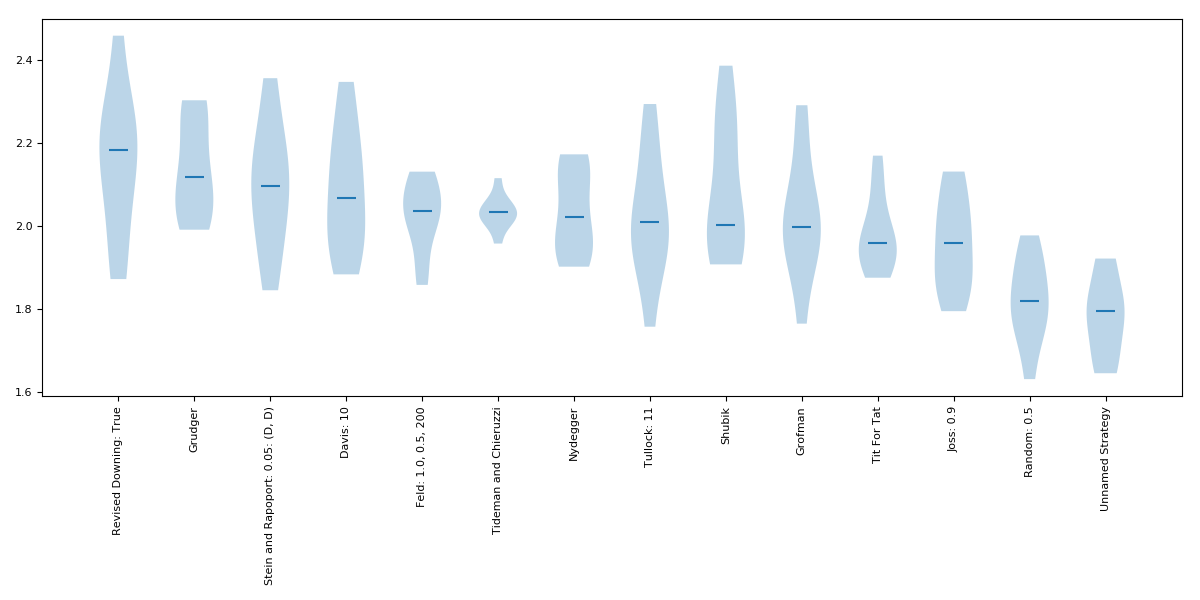 2.4
2.2
2.0
1.8
1.6
Revised Downing: True
Grudger
Stein and Rapoport: 0.05: (D, D)
Davis: 10
Feld: 1.0, 0.5, 200
Tideman and Chieruzzi
Nydegger
Tullock: 11
Shubik
Grofman
Tit For Tat
Joss: 0.9
Random: 0.5
Unnamed Strategy